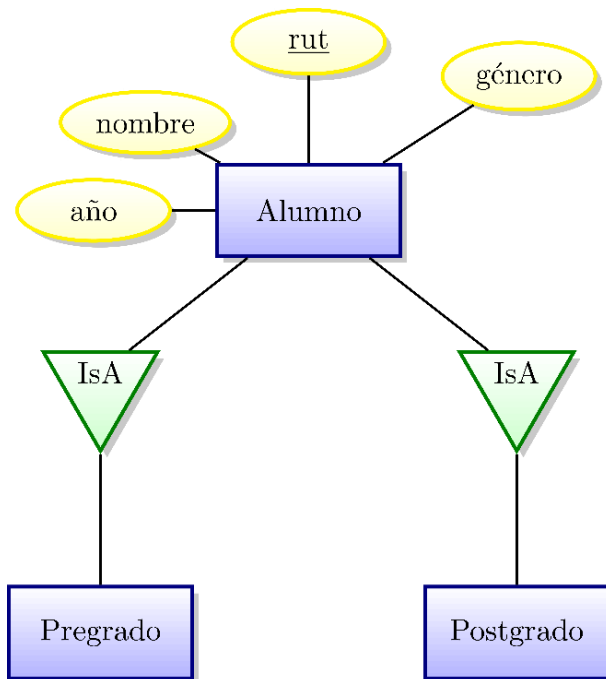 rut
género
nombre
año
Alumno
IsA
IsA
Pregrado
Postgrado